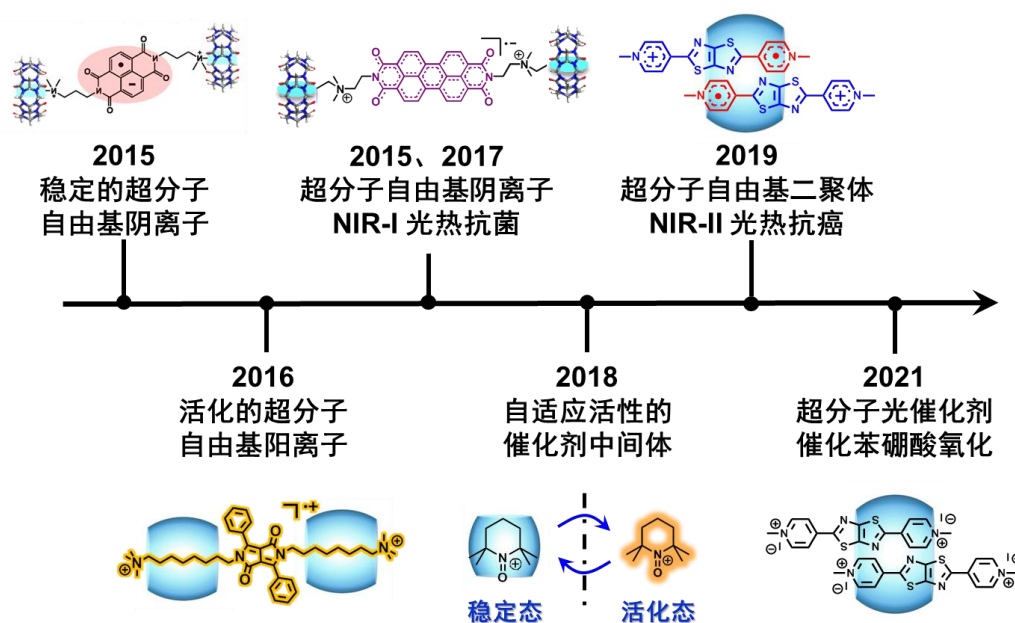 2015
稳定的超分子
自由基阴离子
2015、2017
超分子自由基阴离子
NIR-I 光热抗菌
2019
超分子自由基二聚体
NIR-II 光热抗癌
2016
活化的超分子
自由基阳离子
2018
自适应活性的
催化剂中间体
2021
超分子光催化剂
催化苯硼酸氧化
稳定态
活化态